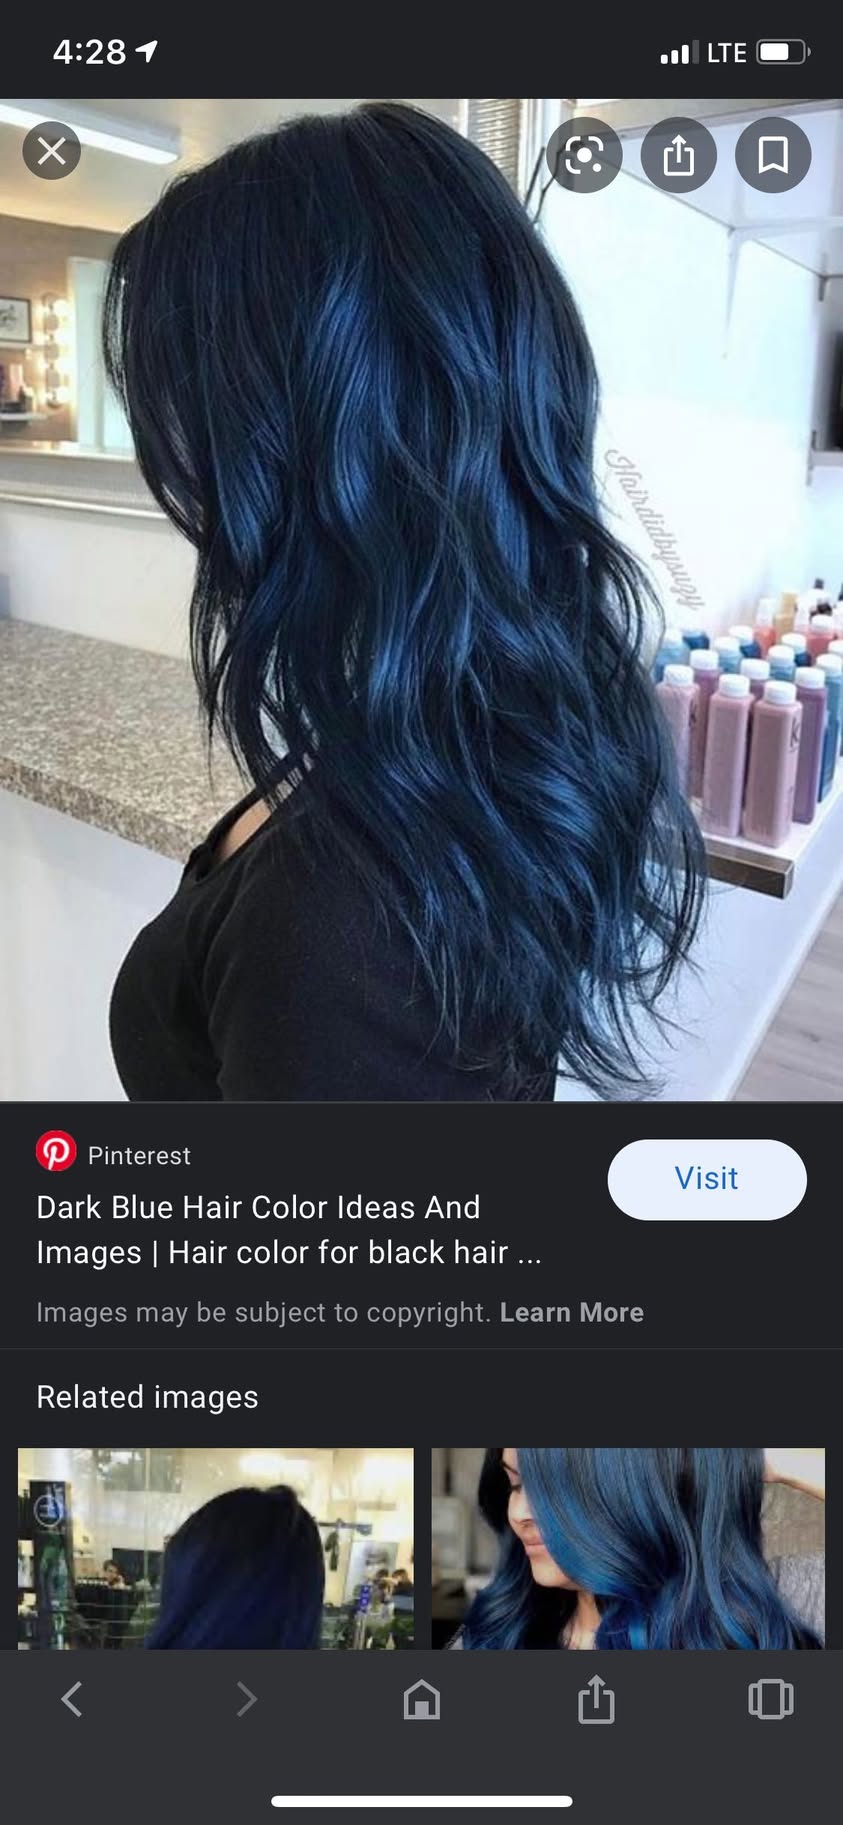 4:28
LTE
Hairdidbysuzy
Pinterest
Visit
Dark Blue Hair Color Ideas And
Images | Hair color for black hair ...
Images may be subject to copyright. Learn More
Related images